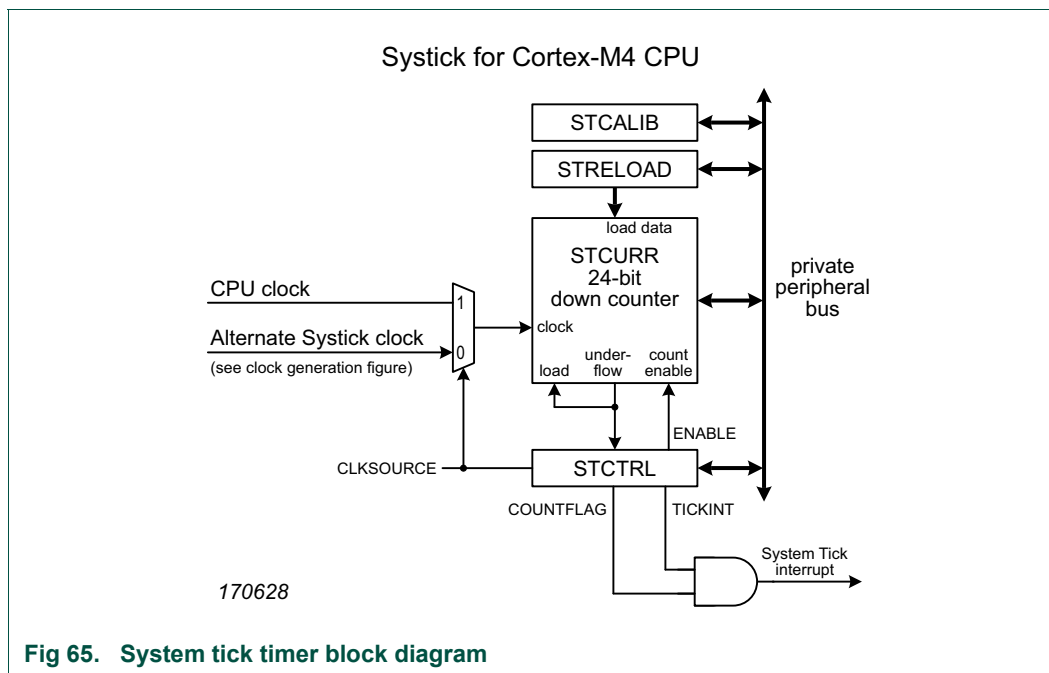 Systick for Cortex-M4 CPU
STCALIB
STRELOAD
load data
STCURR
24-bit
down counter
private
peripheral
bus
CPU clock
1
clock
Alternate Systick clock
0
(see clock generation figure)
load
under-
flow
count
enable
ENABLE
CLKSOURCE
STCTRL
COUNTFLAG
TICKINT
System Tick
interrupt
170628
Fig 65. System tick timer block diagram